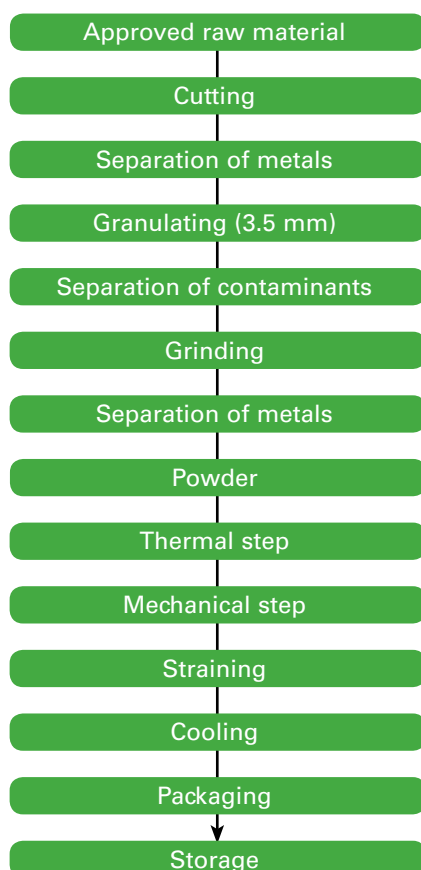 Approved raw material
Cutting
Separation of metals
Granulating (3.5 mm)
Separation of contaminants
Grinding
Separation of metals
Powder
Thermal step
Mechanical step
Straining
Cooling
Packaging
Storage